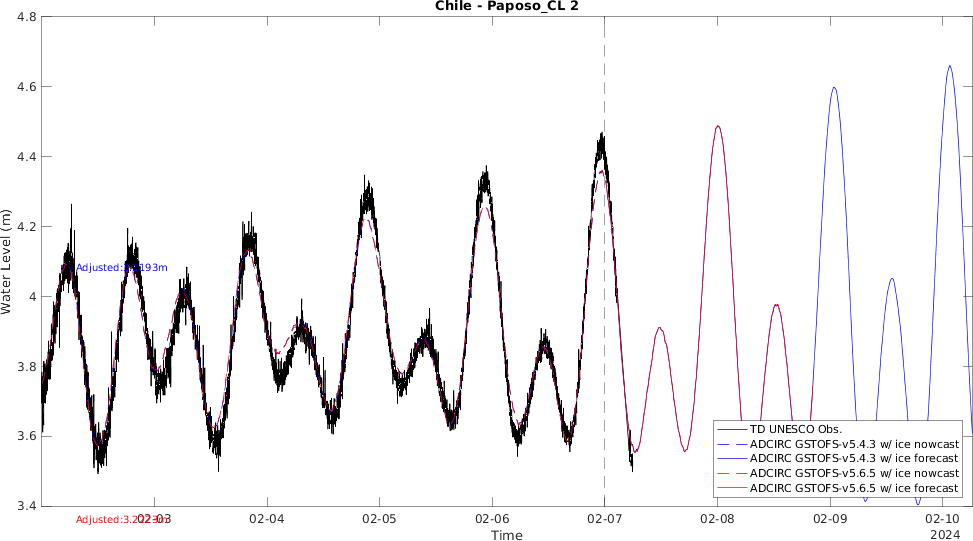 Chile - Paposo_CL 2
4.8
4.6
4.4
4.2
4
3.8
3.6
3.4
Water Level (m)
TD UNESCO Obs.
ADCIRC GSTOFS-v5.4.3 w/ ice nowcast
ADCIRC GSTOFS-v5.4.3 w/ ice forecast
ADCIRC GSTOFS-v5.6.5 w/ ice nowcast
ADCIRC GSTOFS-v5.6.5 w/ ice forecast
02-03 02-04 02-05 02-06 02-07 02-08 02-09 02-10
Time
2024